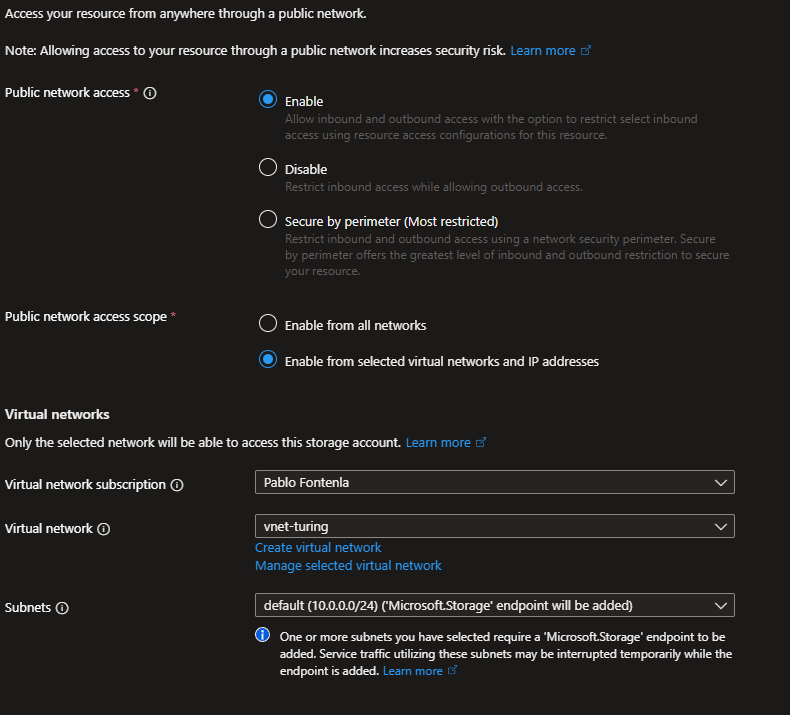 Access your resource from anywhere through a public network.
Note: Allowing access to your resource through a public network increases security risk. Learn more
Public network access *
Enable
Allow inbound and outbound access with the option to restrict select inbound
access using resource access configurations for this resource.
Disable
Restrict inbound access while allowing outbound access.
Secure by perimeter (Most restricted)
Restrict inbound and outbound access using a network security perimeter. Secure
by perimeter offers the greatest level of inbound and outbound restriction to secure
your resource.
Public network access scope *
Enable from all networks
Enable from selected virtual networks and IP addresses
Virtual networks
Only the selected network will be able to access this storage account. Learn more
Virtual network subscription
Pablo Fontenla
Virtual network
vnet-turing
Create virtual network
Manage selected virtual network
Subnets
default (10.0.0.0/24) ('Microsoft.Storage' endpoint will be added)
One or more subnets you have selected require a 'Microsoft.Storage' endpoint to be
added. Service traffic utilizing these subnets may be interrupted temporarily while the
endpoint is added. Learn more